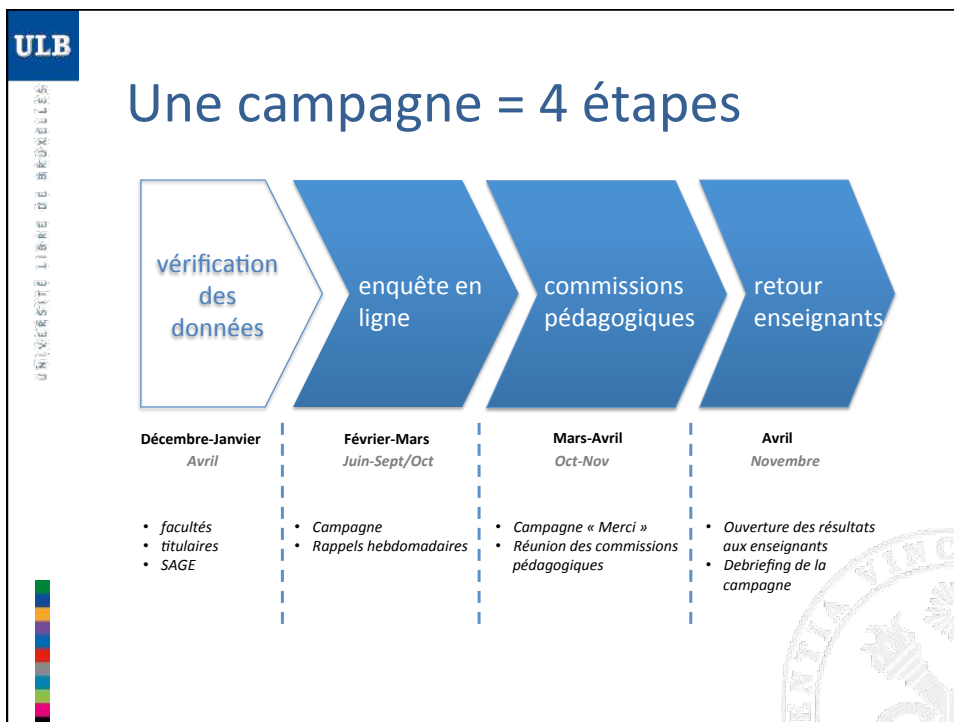 ULB
UNIVERSITÉ LIBRE DE BRUXELLES
Une campagne = 4 étapes
vérification
des
données
enquête en
ligne
commissions
pédagogiques
retour
enseignants
Décembre-Janvier
Avril
Février-Mars
Juin-Sept/Oct
Mars-Avril
Oct-Nov
Avril
Novembre
• facultés
• titulaires
• SAGE
• Campagne
• Rappels hebdomadaires
• Campagne « Merci »
• Réunion des commissions
pédagogiques
• Ouverture des résultats
aux enseignants
• Debriefing de la
campagne
ENTIA VINC